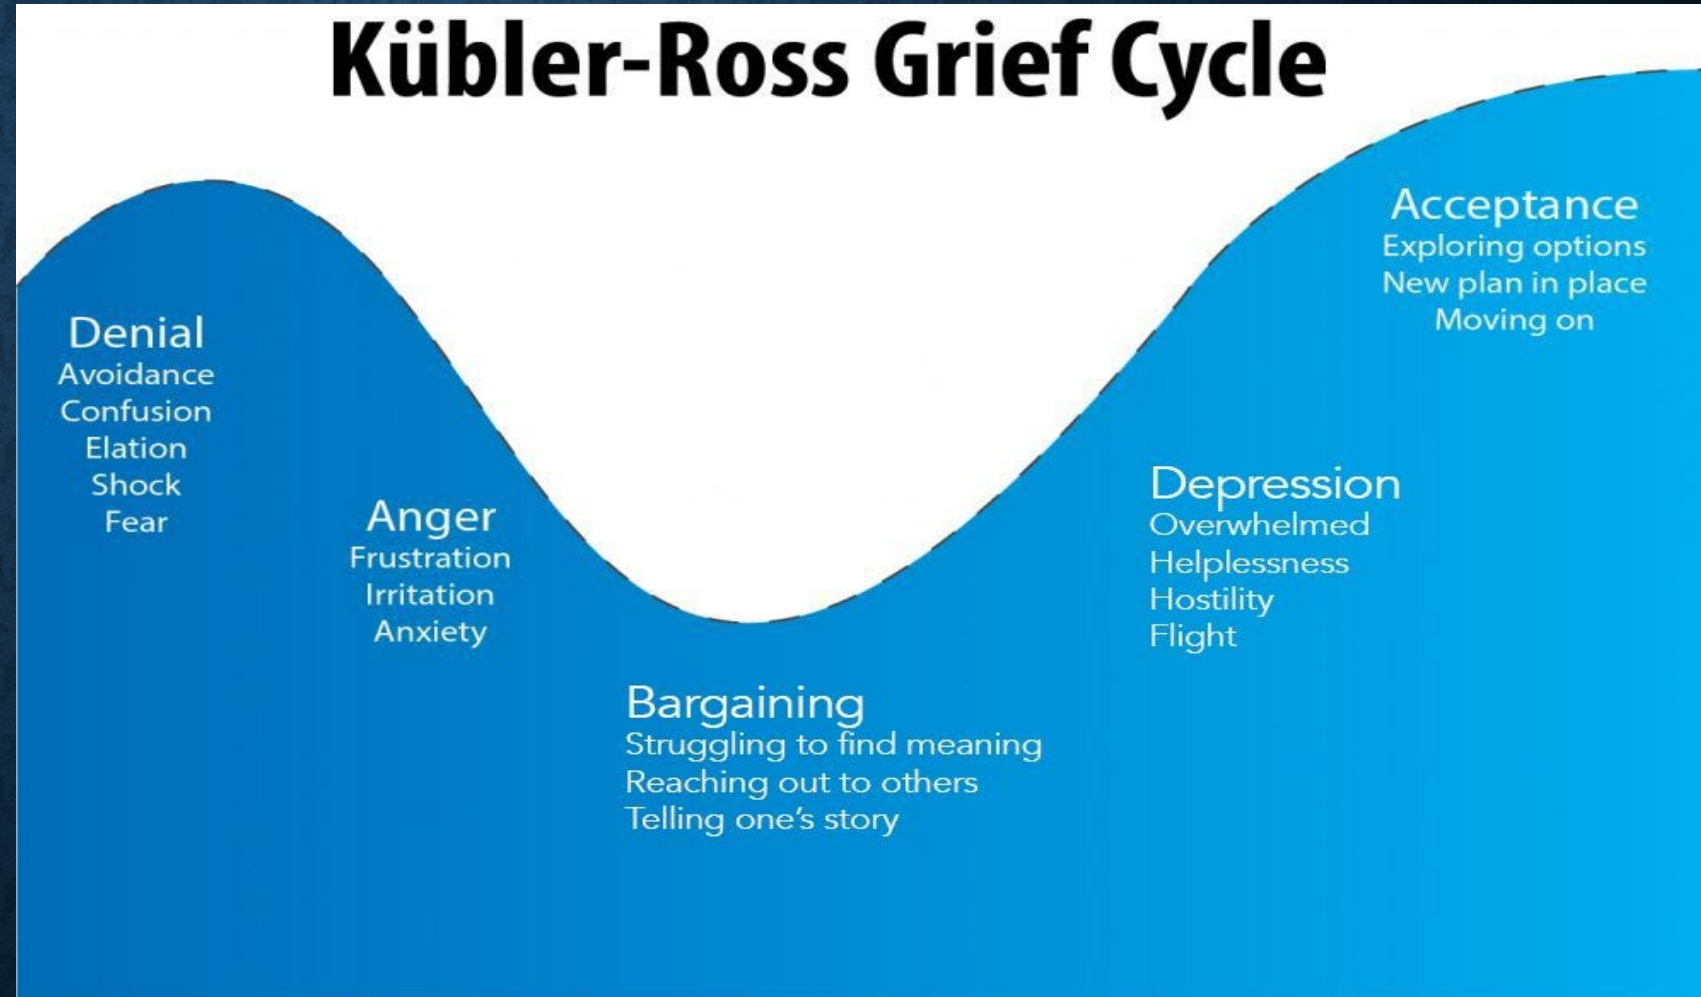 Kübler-Ross Grief Cycle
Denial
Avoidance
Confusion
Elation
Shock
Fear
Anger
Frustration
Irritation
Anxiety
Bargaining
Struggling to find meaning
Reaching out to others
Telling one's story
Depression
Overwhelmed
Helplessness
Hostility
Flight
Acceptance
Exploring options
New plan in place
Moving on